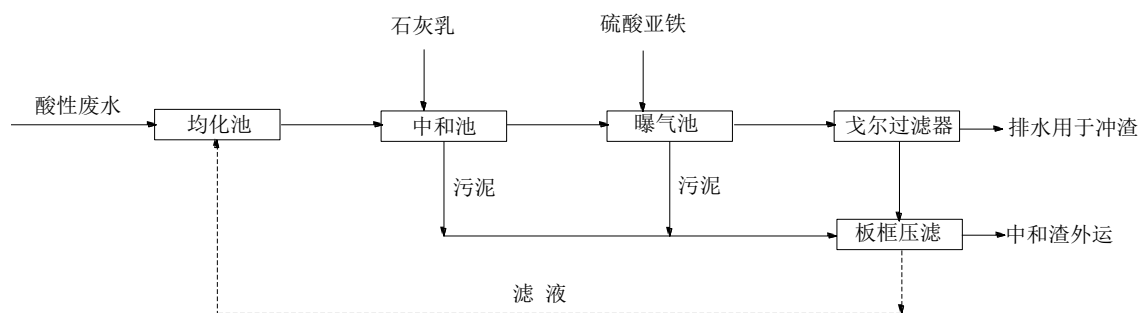 石灰乳
硫酸亚铁
酸性废水
均化池
中和池
曝气池
戈尔过滤器
排水用于冲渣
污泥
污泥
板框压滤
中和渣外运
滤 液